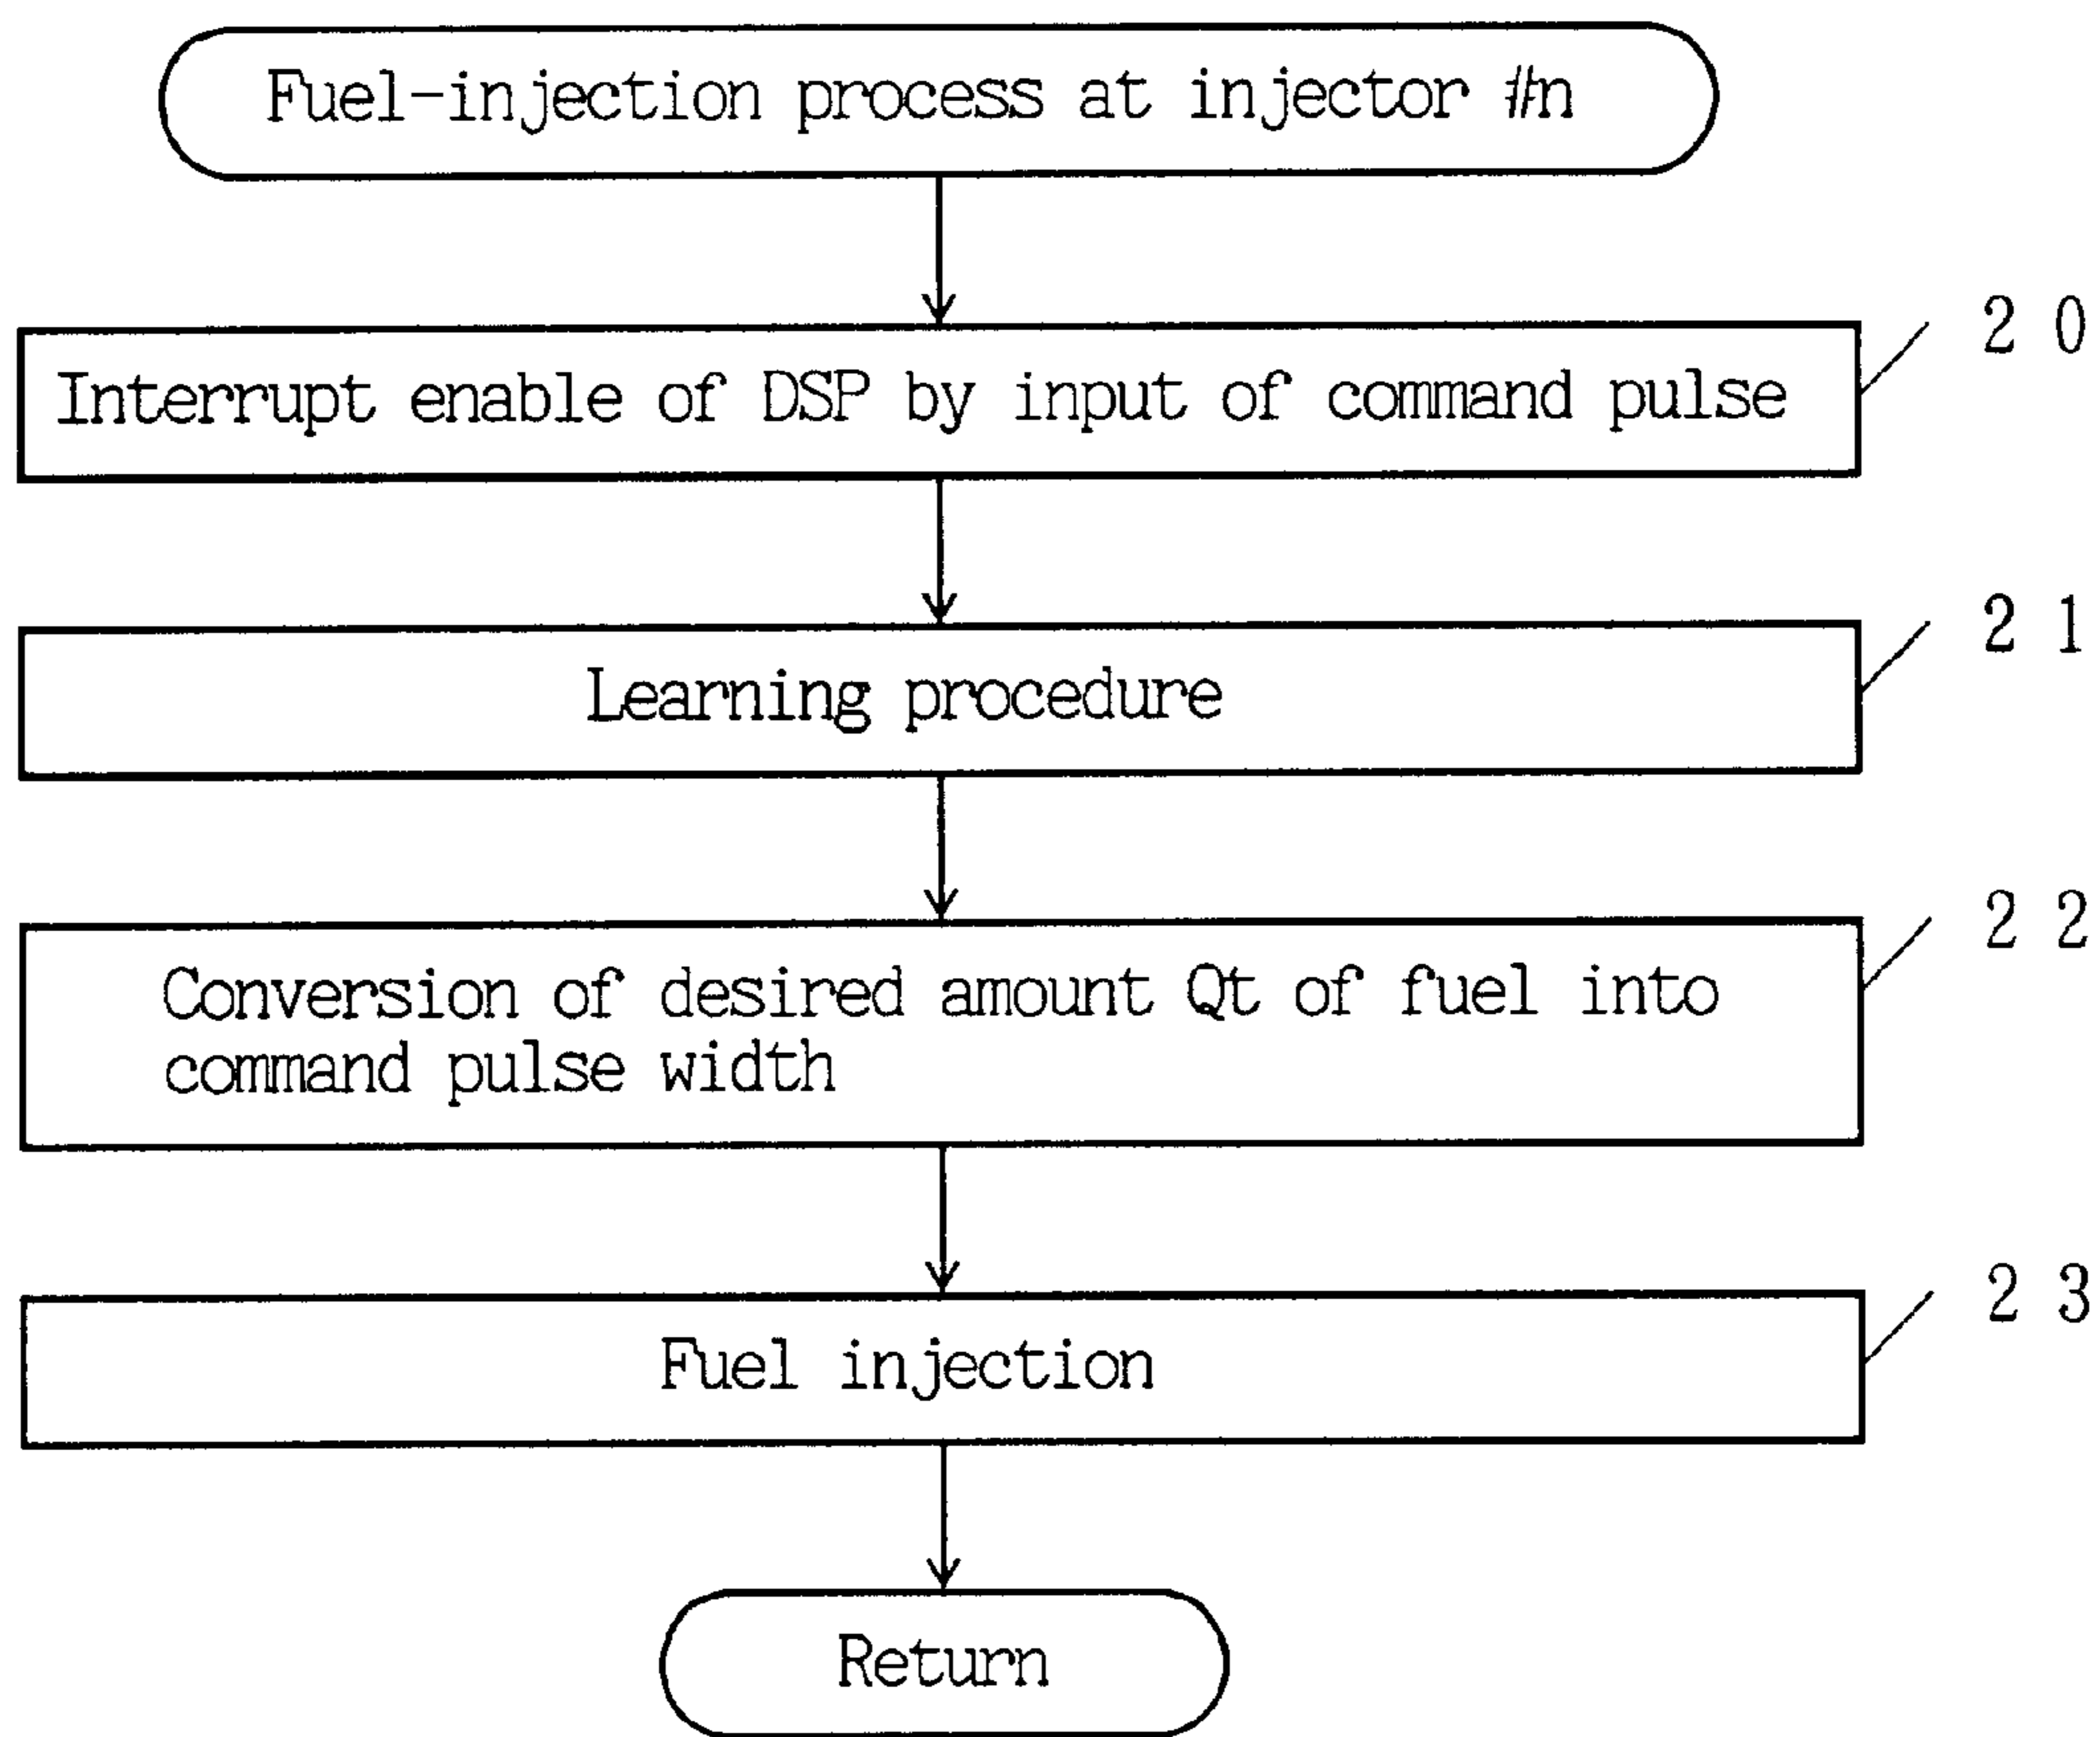 Fuel-injection process at injector #n
Interrupt enable of DSP by input of command pulse
20
Learning procedure
21
Conversion of desired amount Qt of fuel into
command pulse width
22
Fuel injection
23
Return